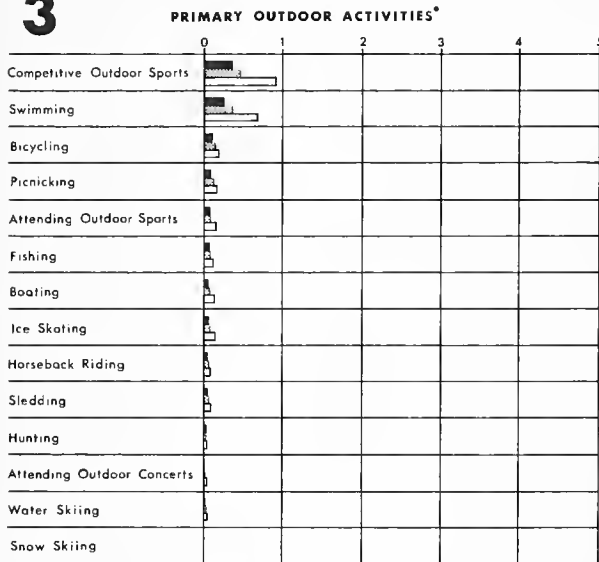 3
PRIMARY OUTDOOR ACTIVITIES*
0 1 2 3 4 5
Competitive Outdoor Sports
Swimming
Bicycling
Picnicking
Attending Outdoor Sports
Fishing
Boating
Ice Skating
Horseback Riding
Sledding
Hunting
Attending Outdoor Concerts
Water Skiing
Snow Skiing